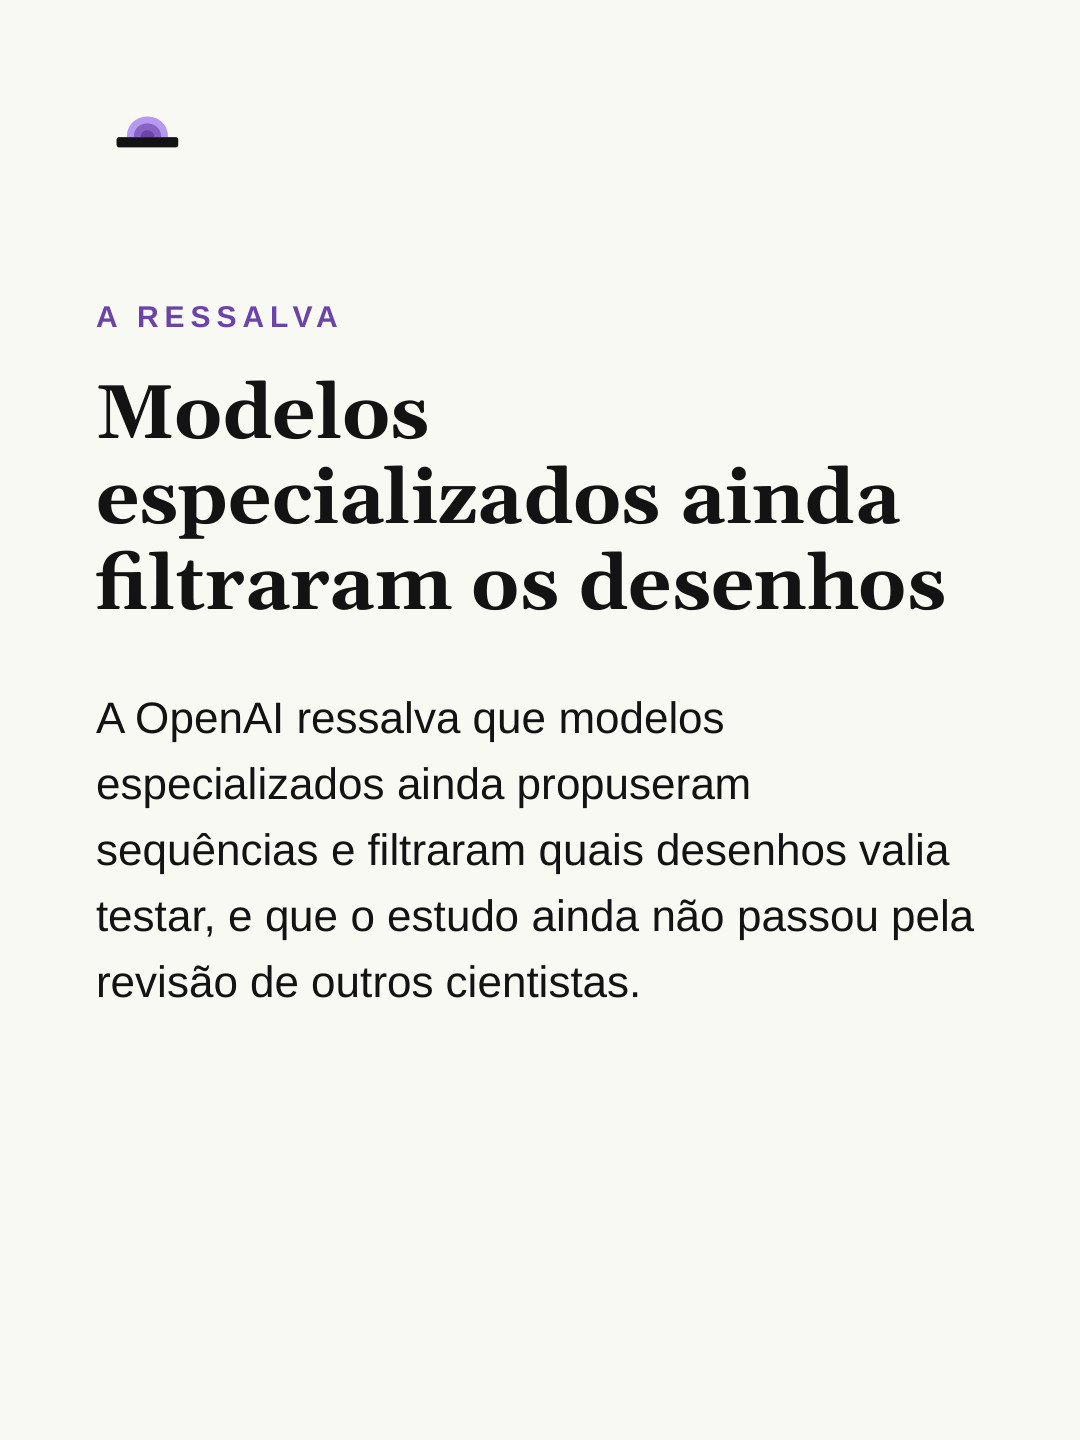 A RESSALVA
Modelos
especializados ainda
filtraram os desenhos
A OpenAI ressalva que modelos
especializados ainda propuseram
sequências e filtraram quais desenhos valia
testar, e que o estudo ainda não passou pela
revisão de outros cientistas.